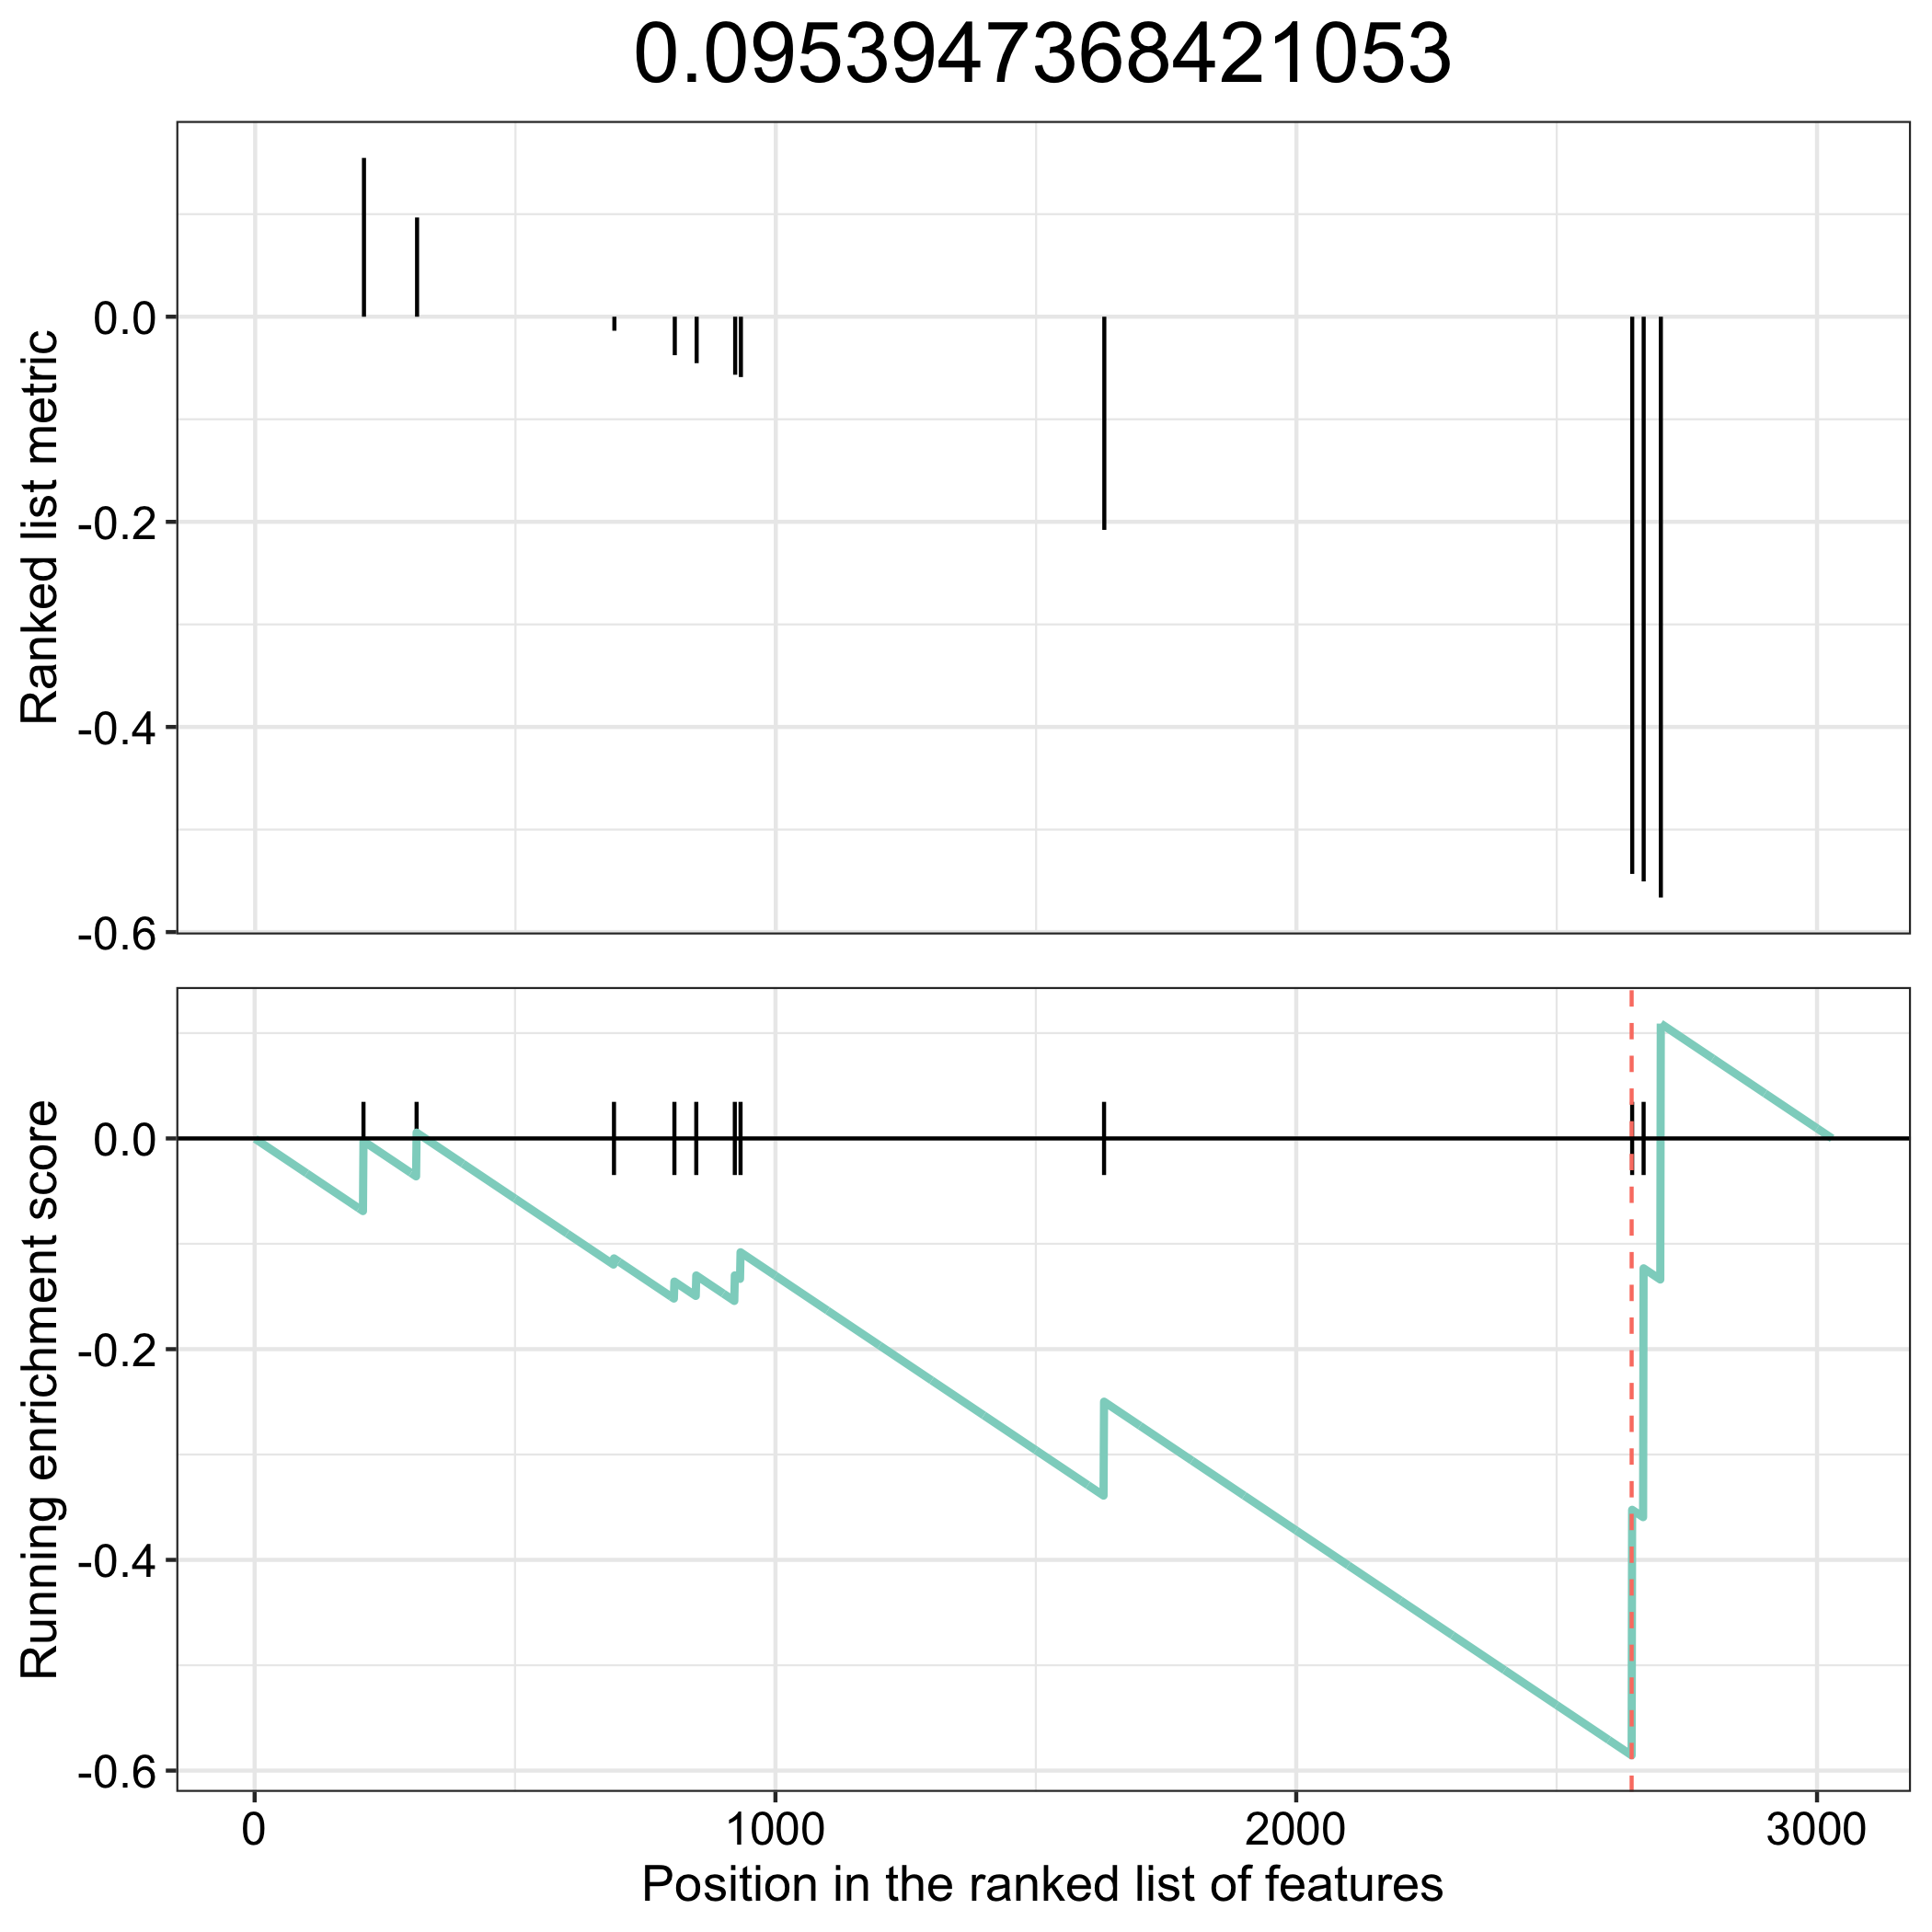 0.0953947368421053
Ranked list metric
0.0
-0.2
-0.4
-0.6
Running enrichment score
0.0
-0.2
-0.4
-0.6
0 1000 2000 3000
Position in the ranked list of features